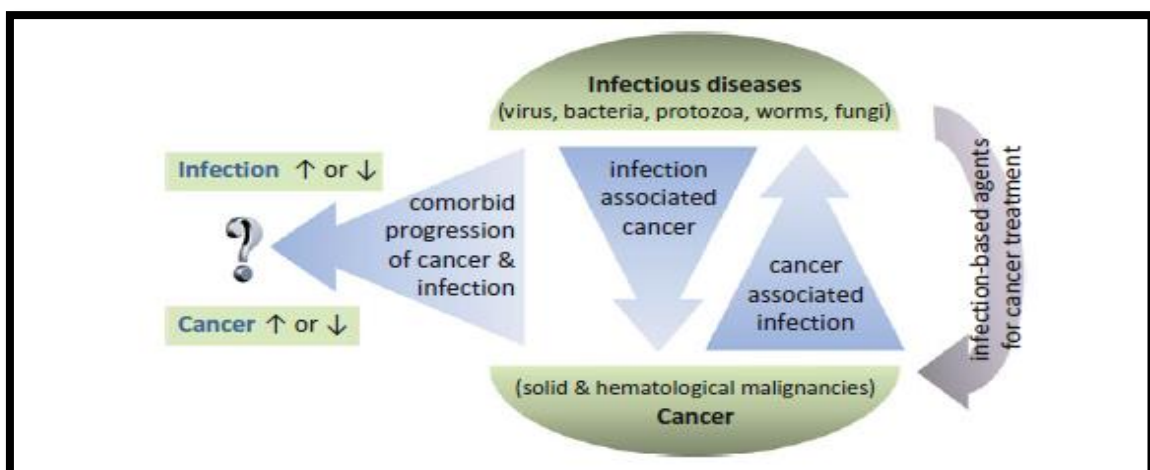 Infectious diseases
(virus, bacteria, protozoa, worms, fungi)
Infection ↑ or ↓
?
Cancer ↑ or ↓
comorbid
progression
of cancer &
infection
infection
associated
cancer
cancer
associated
infection
infection-based agents
for cancer treatment
(solid & hematological malignancies)
Cancer